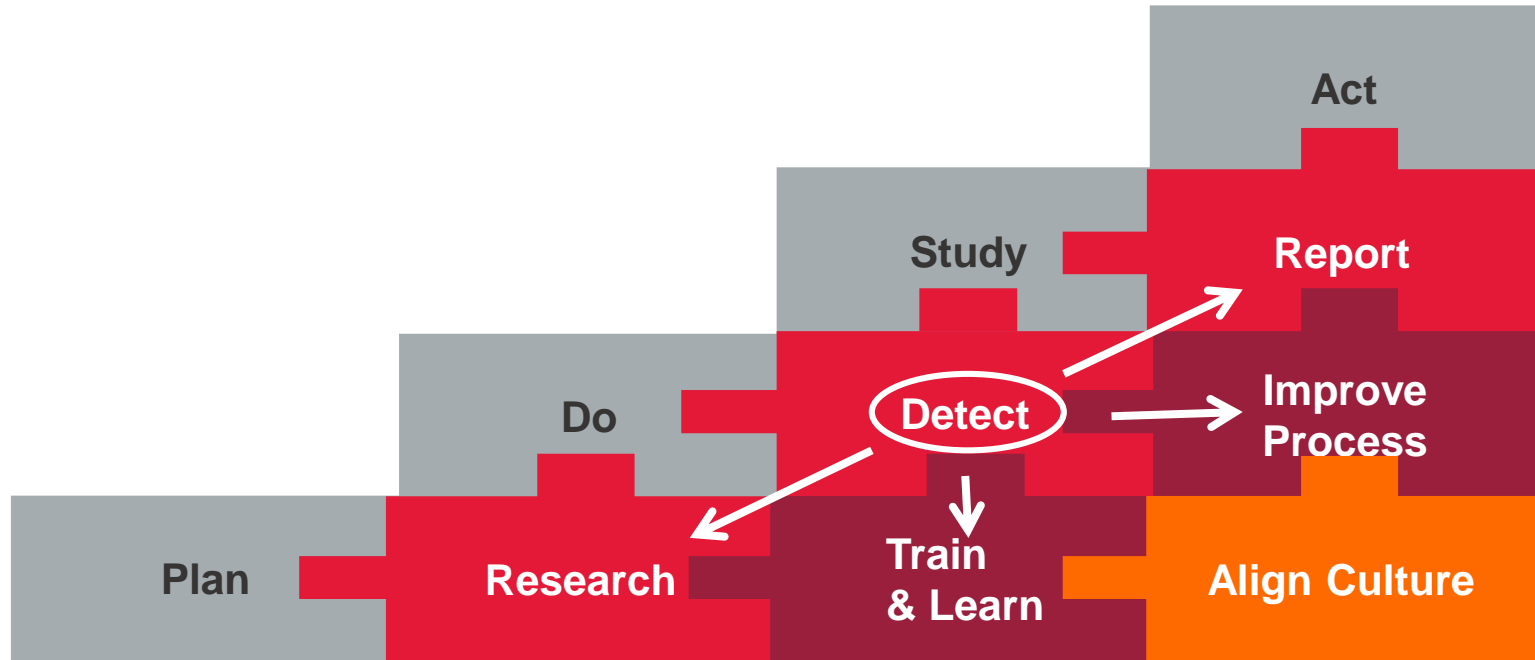 Act
Study
Report
Do
Detect
Improve
Process
Plan
Research
Train
& Learn
Align Culture